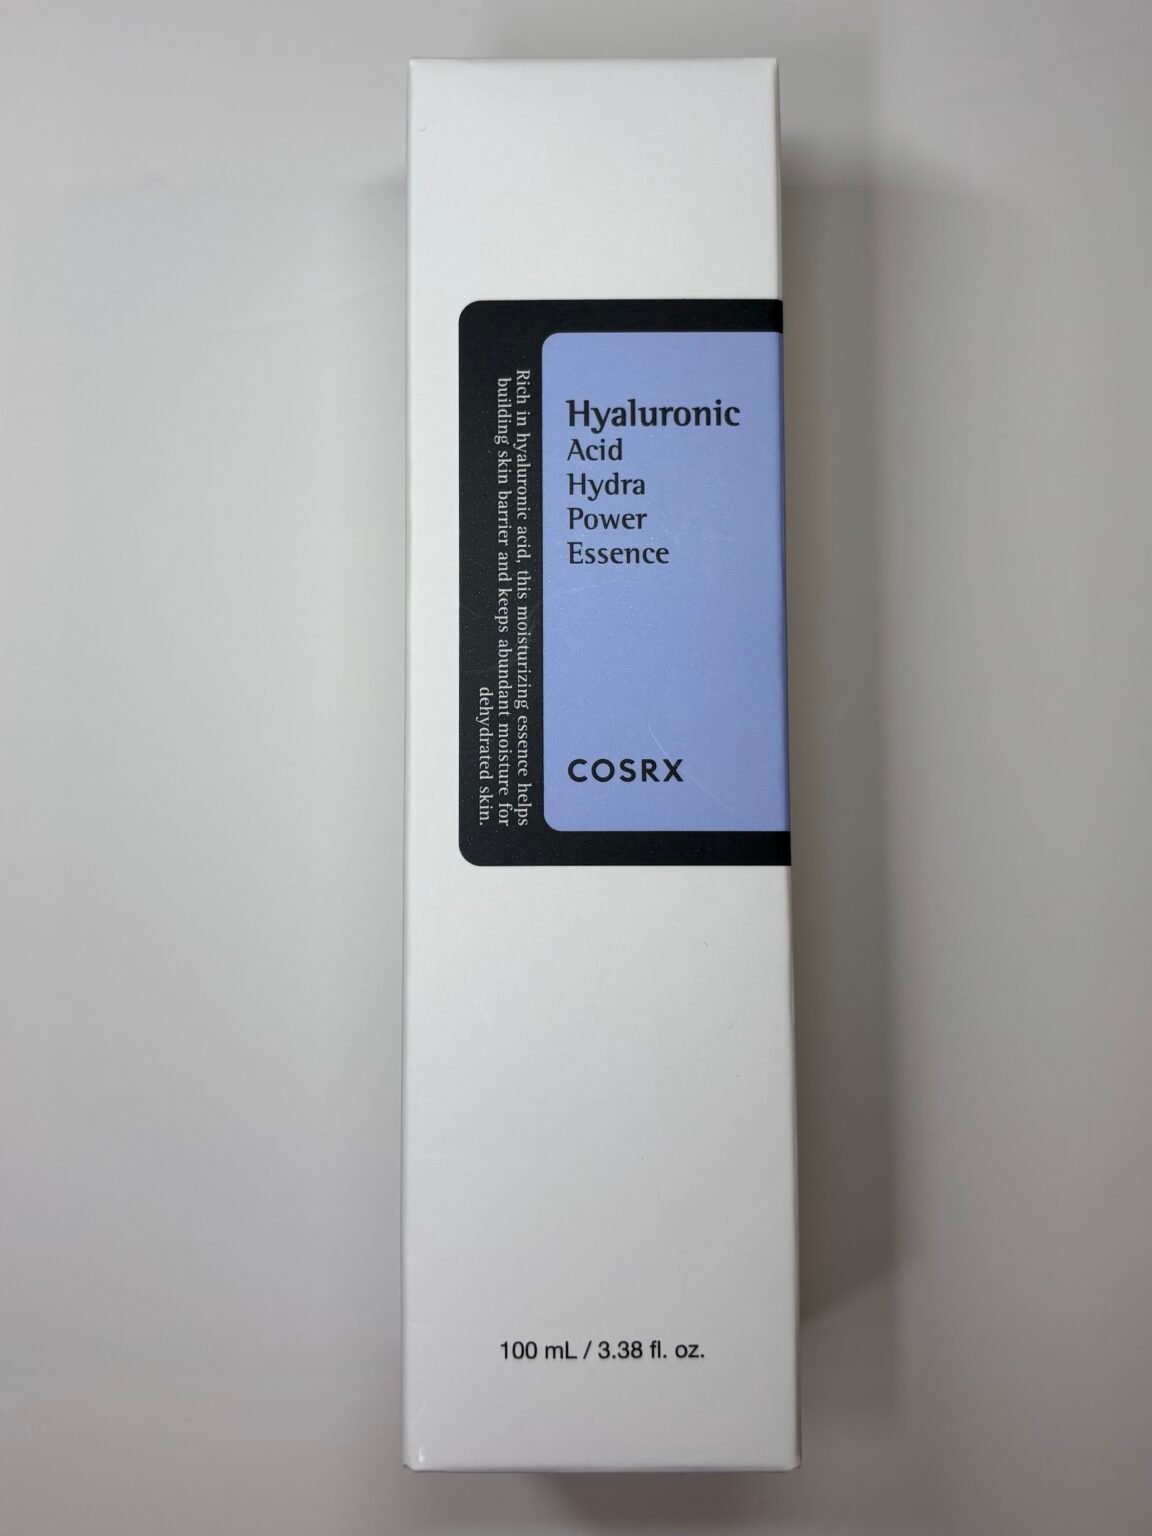 Hyaluronic
Acid
Hydra
Power
Essence
COSRX
Rich in hyaluronic acid, this moisturizing essence helps
building skin barrier and keeps abundant moisture for
dehydrated skin.
100 mL / 3.38 fl. oz.